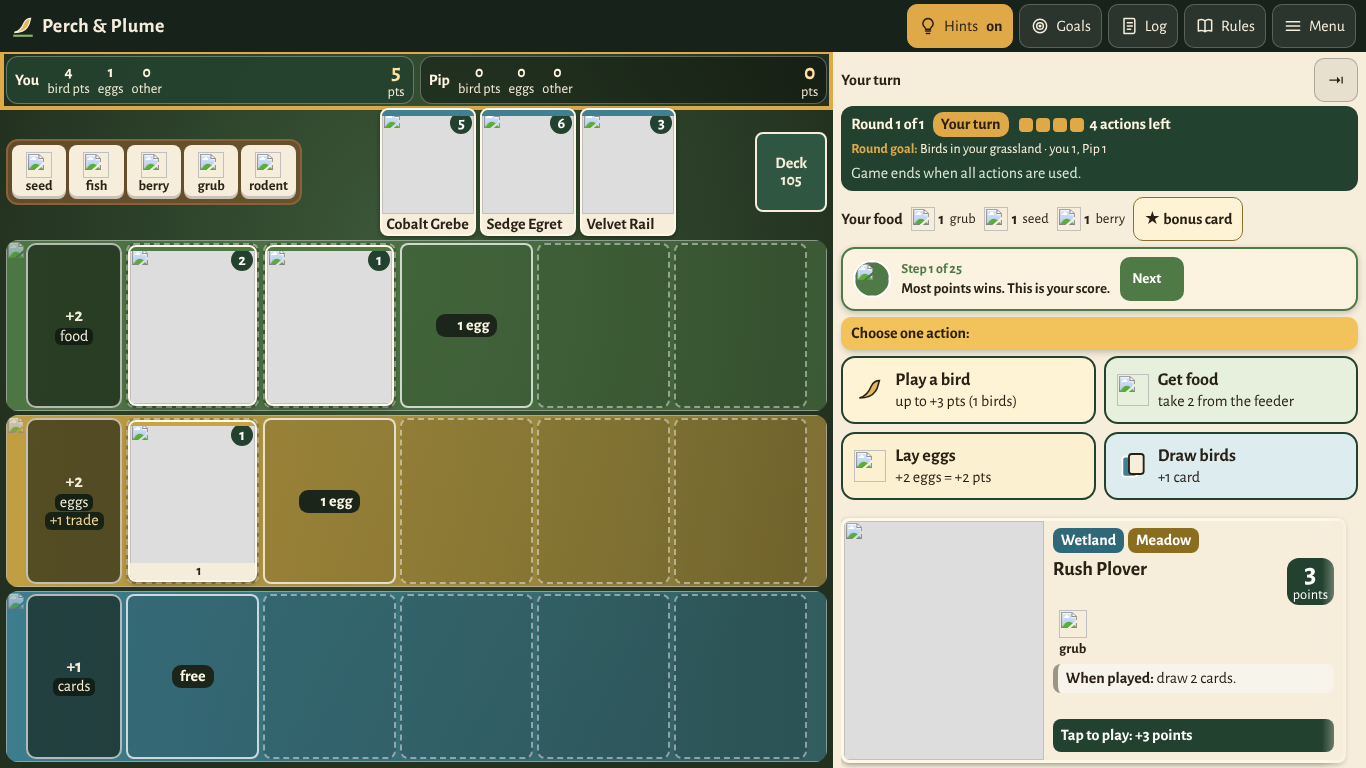 Perch & Plume
Hints on
Goals
Log
Rules
Menu
You
4 bird pts
1 eggs
0 other
5 pts
Pip
0 bird pts
0 eggs
0 other
0 pts
seed
fish
berry
grub
rodent
5
Cobalt Grebe
6
Sedge Egret
3
Velvet Rail
Deck
105
+2
food
2
1
1 egg
+2
eggs
+1 trade
1
1
1 egg
+1
cards
free
Your turn
Round 1 of 1 Your turn 4 actions left
Round goal: Birds in your grassland · you 1, Pip 1
Game ends when all actions are used.
Your food 1 grub 1 seed 1 berry ★ bonus card
Step 1 of 25
Most points wins. This is your score.
Next
Choose one action:
Play a bird
up to +3 pts (1 birds)
Get food
take 2 from the feeder
Lay eggs
+2 eggs = +2 pts
Draw birds
+1 card
Wetland Meadow
Rush Plover
3
points
grub
When played: draw 2 cards.
Tap to play: +3 points